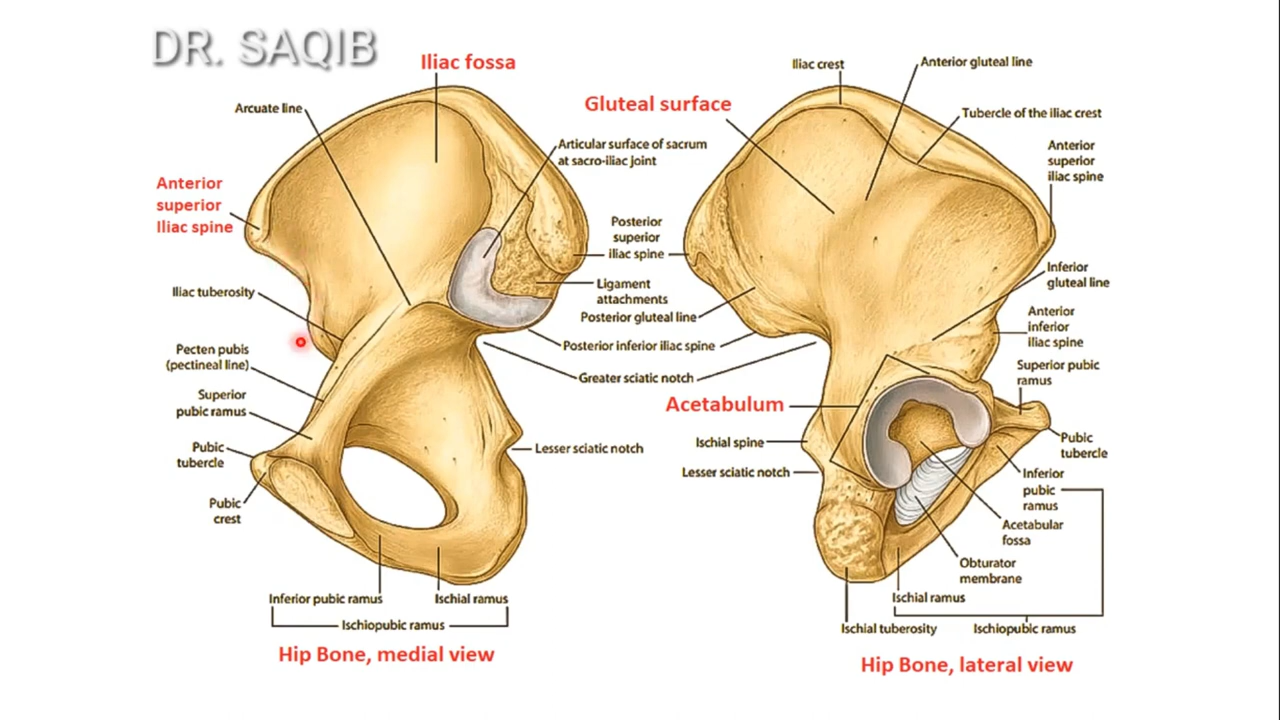 DR. SAQIB
Iliac fossa
Arcuate line
Articular surface of sacrum
at sacro-iliac joint
Anterior
superior
Iliac spine
Iliac tuberosity
Pecten pubis
(pectineal line)
Superior
pubic ramus
Pubic
tubercle
Pubic
crest
Inferior pubic ramus
Ischial ramus
Ischiopubic ramus
Hip Bone, medial view
Gluteal surface
Posterior
superior
iliac spine
Ligament
attachments
Posterior gluteal line
Posterior inferior iliac spine
Greater sciatic notch
Acetabulum
Ischial spine
Lesser sciatic notch
Lesser sciatic notch
Iliac crest
Anterior gluteal line
Tubercle of the iliac crest
Anterior
superior
iliac spine
Inferior
gluteal line
Anterior
inferior
iliac spine
Superior pubic
ramus
Pubic
tubercle
Inferior
pubic
ramus
Acetabular
fossa
Obturator
membrane
Ischial ramus
Ischial tuberosity
Ischiopubic ramus
Hip Bone, lateral view